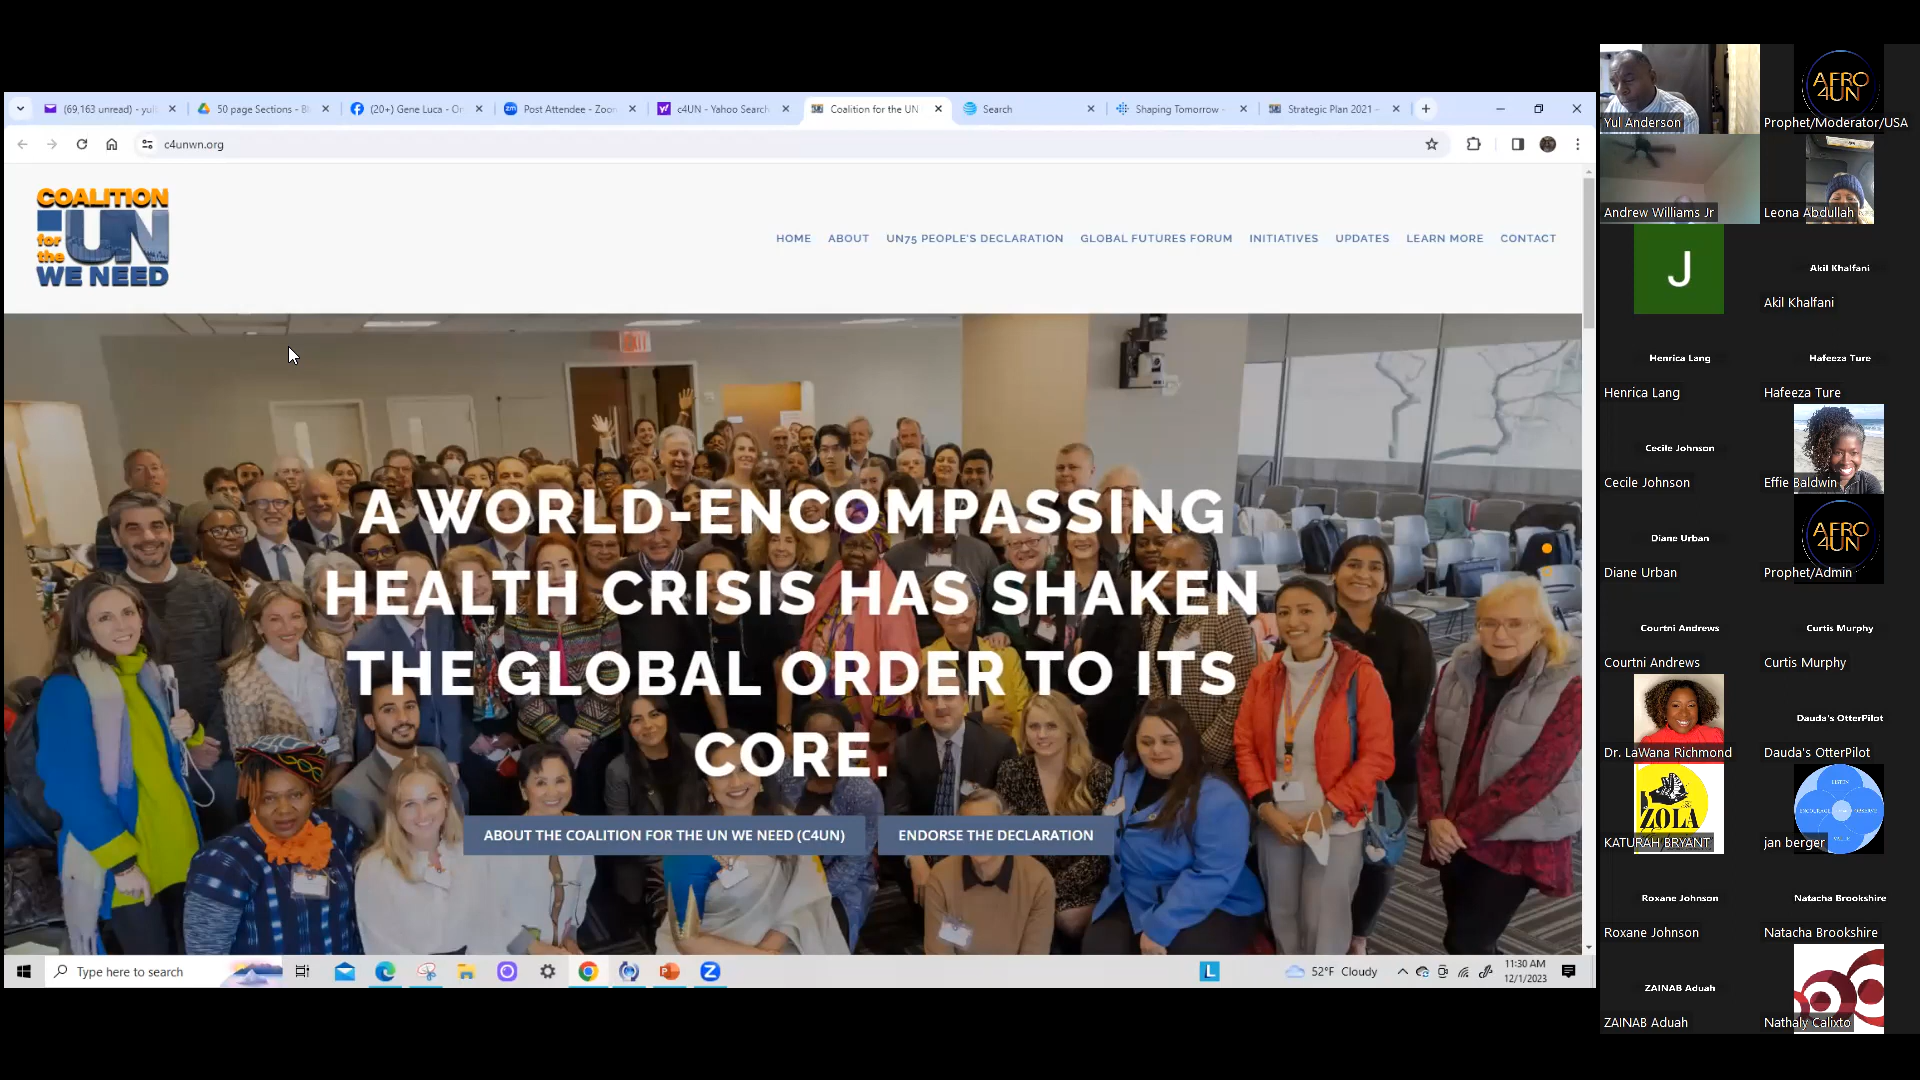 (69,163 unread) - yul
50 page Sections - Bl
(20+) Gene Luca - Or
Post Attendee - Zoon
c4UN - Yahoo Search
Coalition for the UN
Search
Shaping Tomorrow -
Strategic Plan 2021 -
c4unwn.org
COALITION
for the UN
WE NEED
HOME ABOUT UN75 PEOPLE'S DECLARATION GLOBAL FUTURES FORUM INITIATIVES UPDATES LEARN MORE CONTACT
EXIT
A WORLD-ENCOMPASSING
HEALTH CRISIS HAS SHAKEN
THE GLOBAL ORDER TO ITS
CORE.
ABOUT THE COALITION FOR THE UN WE NEED (C4UN)
ENDORSE THE DECLARATION
Type here to search
L
52°F Cloudy
11:30 AM
12/1/2023
Yul Anderson
AFRO
4UN
Prophet/Moderator/USA
Andrew Williams Jr
Leona Abdullah
J
Akil Khalfani
Akil Khalfani
Henrica Lang
Henrica Lang
Hafeeza Ture
Hafeeza Ture
Cecile Johnson
Cecile Johnson
Effie Baldwin
Diane Urban
Diane Urban
AFRO
4UN
Prophet/Admin
Courtni Andrews
Courtni Andrews
Curtis Murphy
Curtis Murphy
Dr. LaWana Richmond
Dauda's OtterPilot
Dauda's OtterPilot
ZOLA
KATURAH BRYANT
LISTEN
jan berger
Roxane Johnson
Roxane Johnson
Natacha Brookshire
Natacha Brookshire
ZAINAB Aduah
ZAINAB Aduah
Nathaly Calixto